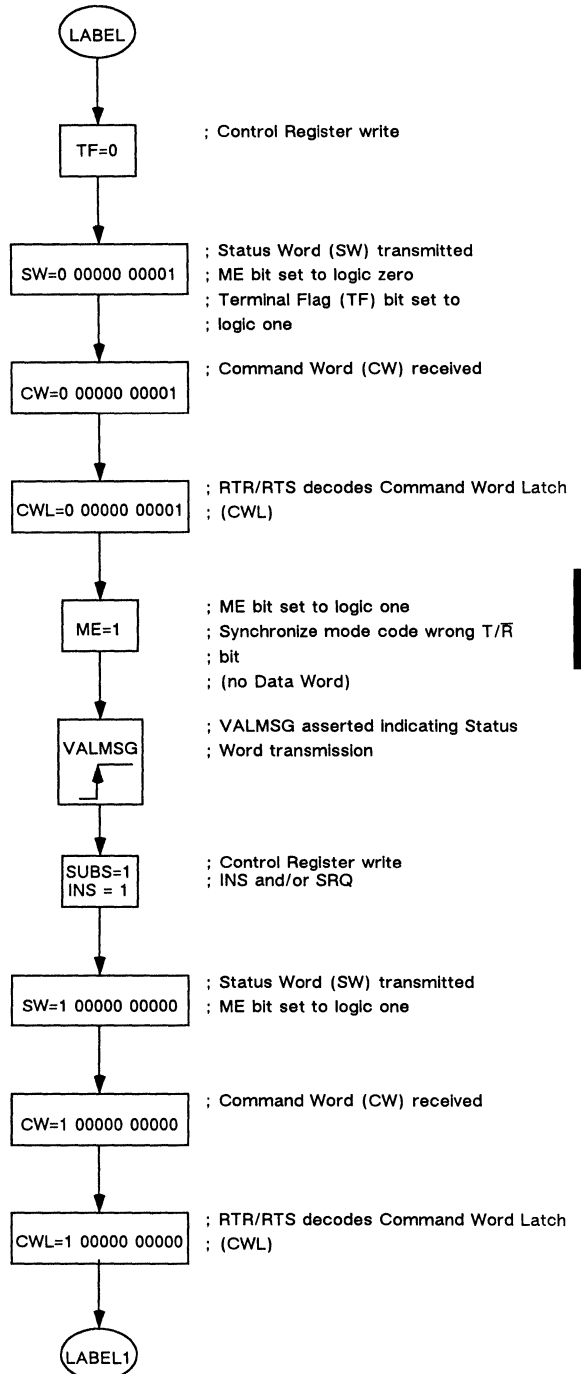 LABEL
TF=0
; Control Register write
SW=0 00000 00001
; Status Word (SW) transmitted
; ME bit set to logic zero
; Terminal Flag (TF) bit set to
; logic one
CW=0 00000 00001
; Command Word (CW) received
CWL=0 00000 00001
; RTR/RTS decodes Command Word Latch
; (CWL)
ME=1
; ME bit set to logic one
; Synchronize mode code wrong T/R̅
; bit
; (no Data Word)
VALMSG
; VALMSG asserted indicating Status
; Word transmission
SUBS=1
INS = 1
; Control Register write
; INS and/or SRQ
SW=1 00000 00000
; Status Word (SW) transmitted
; ME bit set to logic one
CW=1 00000 00000
; Command Word (CW) received
CWL=1 00000 00000
; RTR/RTS decodes Command Word Latch
; (CWL)
LABEL1